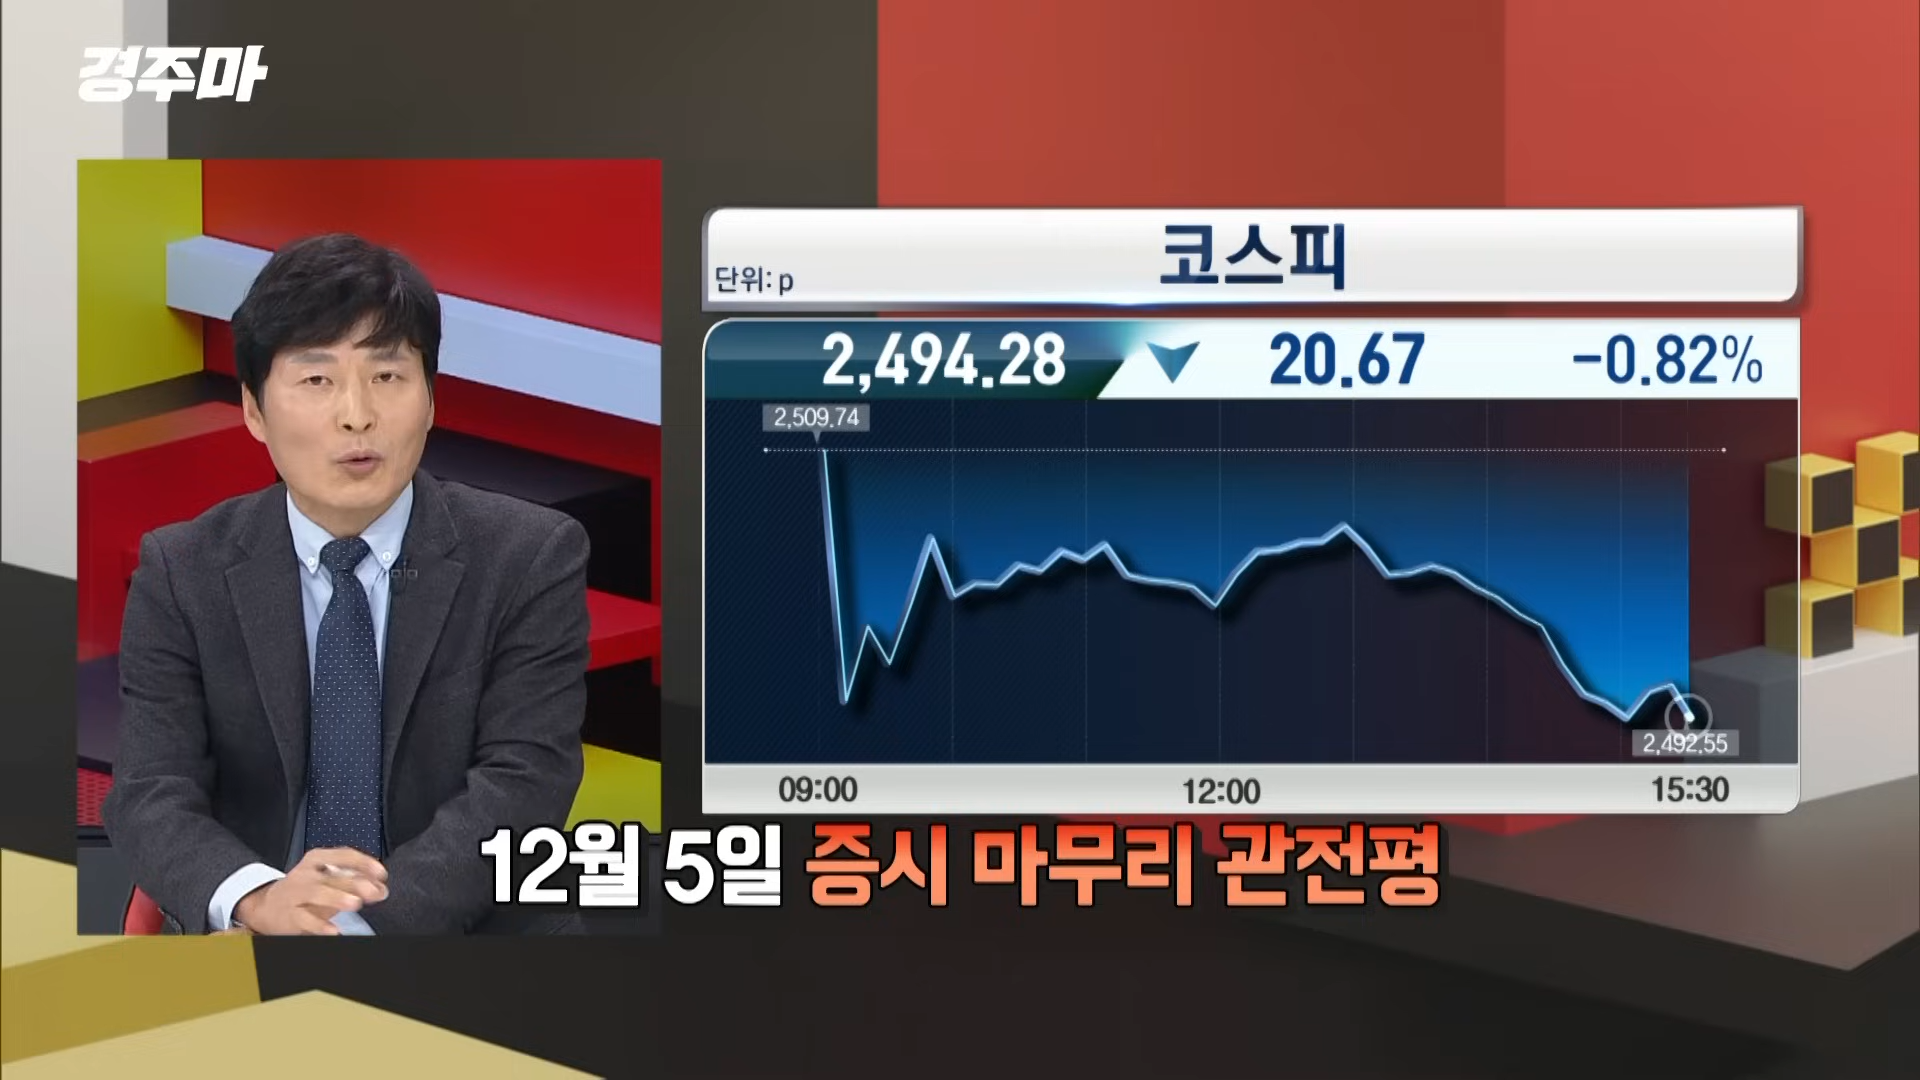 경주마
코스피
단위: p
2,494.28 20.67 -0.82%
2,509.74
2,492.55
09:00 12:00 15:30
12월 5일 증시 마무리 관전평